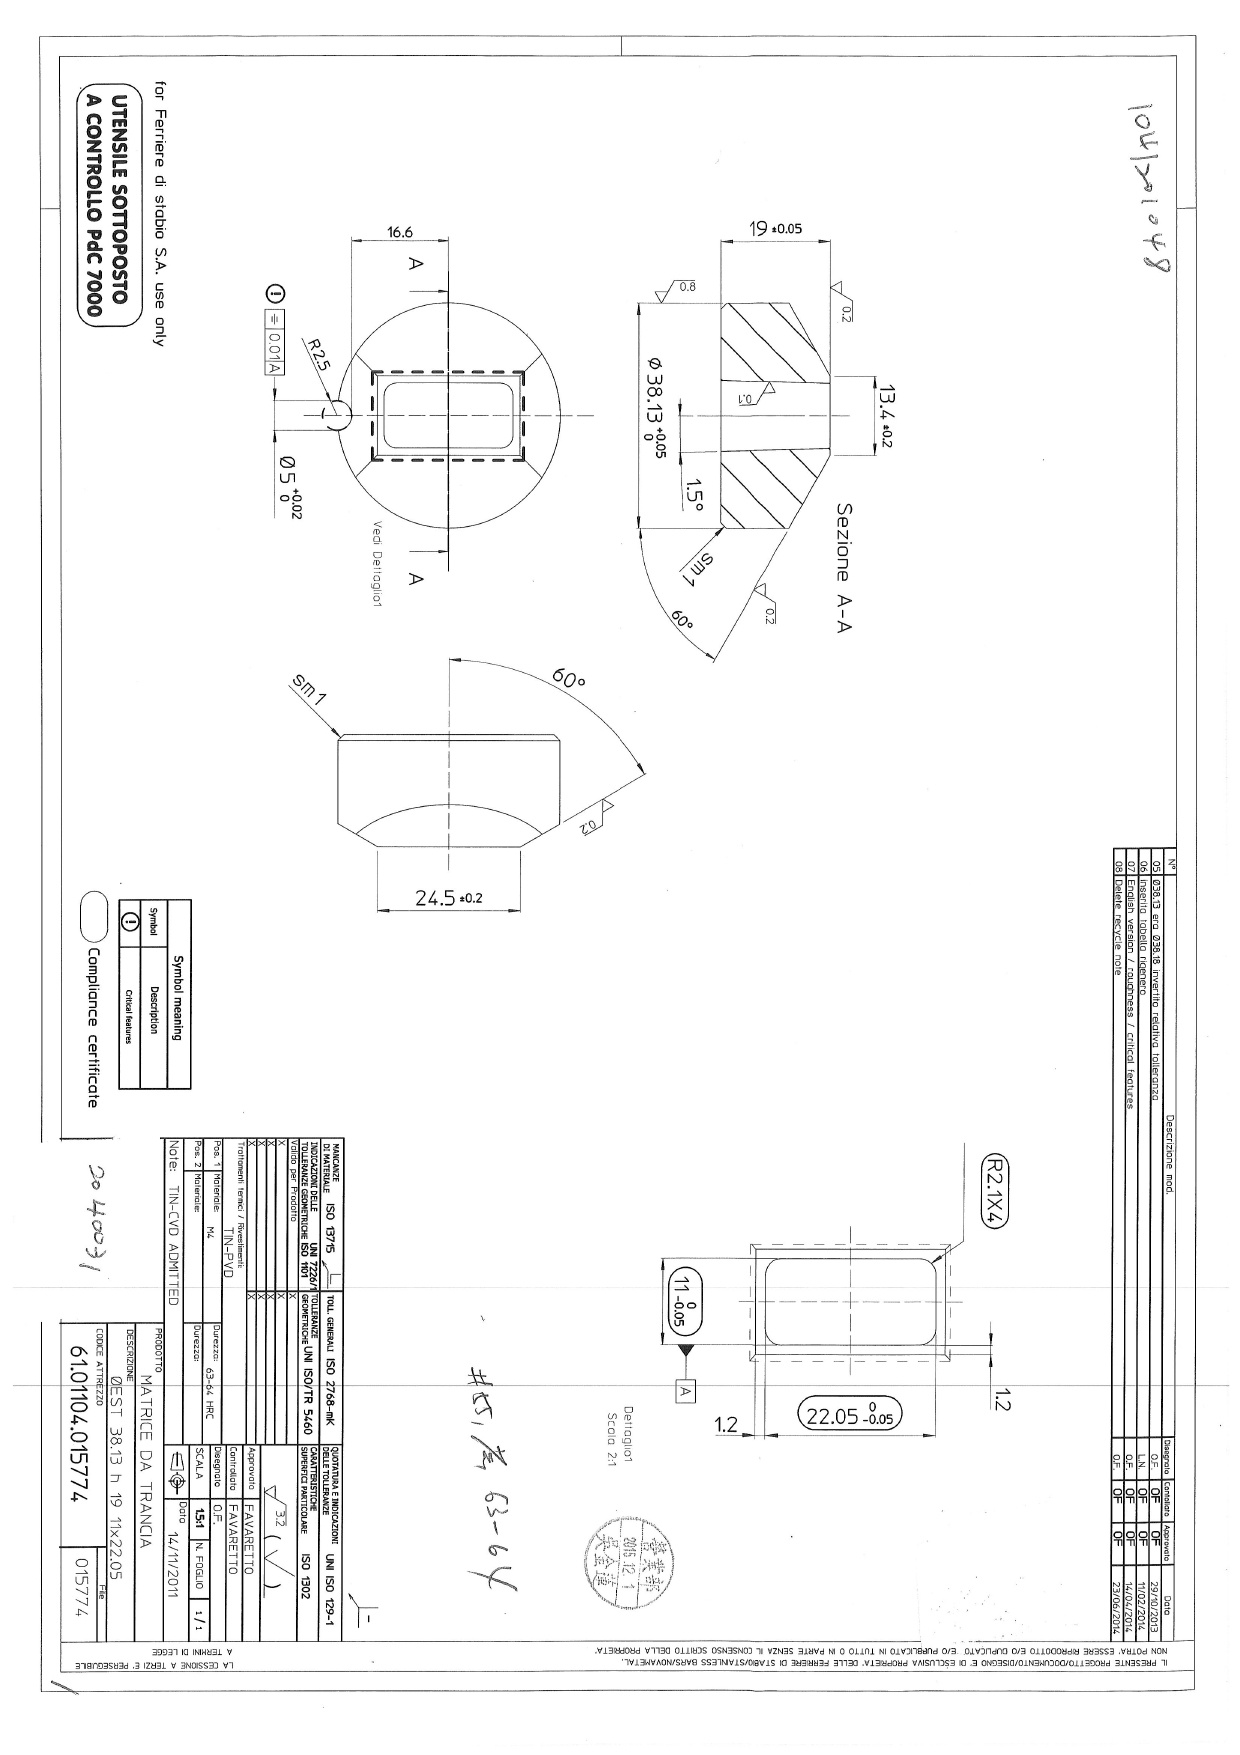 104/201048
for Ferriere di stabio S.A. use only
UTENSILE SOTTOPOSTO
A CONTROLLO PdC 7000
19 ±0.05
0.8
0.2
Ø 38.13 +0.05 0
0.1
13.4 ±0.2
1.5°
sm1
60°
0.2
Sezione A-A
16.6
A
A
R2.5
0.01 A
Ø5 +0.02 0
Vedi Dettaglio1
sm1
60°
0.2
24.5 ±0.2
N° Descrizione mod. Disegnato Controllato Approvato Data
05 Ø38.13 era Ø38.18 invertita relativa tolleranza O.F. OF OF 29/10/2013
06 inserita tabella rigenero L.N. OF OF 11/02/2014
07 English version / roughness / critical features O.F. OF OF 14/04/2014
08 Delete recycle note O.F. OF OF 23/06/2014
R2.1X4
11 0 -0.05
A
1.2
22.05 0 -0.05
1.2
Dettaglio1
Scala 2:1
63-64
2015.12.1
Symbol meaning
Symbol Description
Critical features
Compliance certificate
2040031
MANCANZE DI MATERIALE ISO 13715
TOLL. GENERALI ISO 2768-mK
QUOTATURA E INDICAZIONI DELLE TOLLERANZE UNI ISO 129-1
INDICAZIONI DELLE TOLLERANZE GEOMETRICHE UNI 7226/1 ISO 1101
TOLLERANZE GEOMETRICHE UNI ISO/TR 5460
CARATTERISTICHE SUPERFICI PARTICOLARE ISO 1302
Valido per Prodotto
X X
X X
X X
X X
3.2
Trattamenti termici / Rivestimenti:
TIN-PVD
Approvato FAVARETTO
Controllato FAVARETTO
Disegnato O.F.
Pos. 1 Materiale: M4 Durezza: 63-64 HRC
Pos. 2 Materiale: Durezza:
SCALA 1.5:1 N. FOGLIO 1/1
Note: TIN-CVD ADMITTED
Data 14/11/2011
PRODOTTO
MATRICE DA TRANCIA
DESCRIZIONE
ØEST 38.13 h 19 11x22.05
CODICE ATTREZZO
61.01104.015774
File
015774
IL PRESENTE PROGETTO/DOCUMENTO/DISEGNO E' DI ESCLUSIVA PROPRIETA' DELLE FERRIERE DI STABIO/STAINLESS BARS/NOVAMETAL.
NON POTRA' ESSERE RIPRODOTTO E/O DUPLICATO E/O PUBBLICATO IN TUTTO O IN PARTE SENZA IL CONSENSO SCRITTO DELLA PROPRIETA'.
LA CESSIONE A TERZI E' PERSEGUIBILE
A TERMINI DI LEGGE